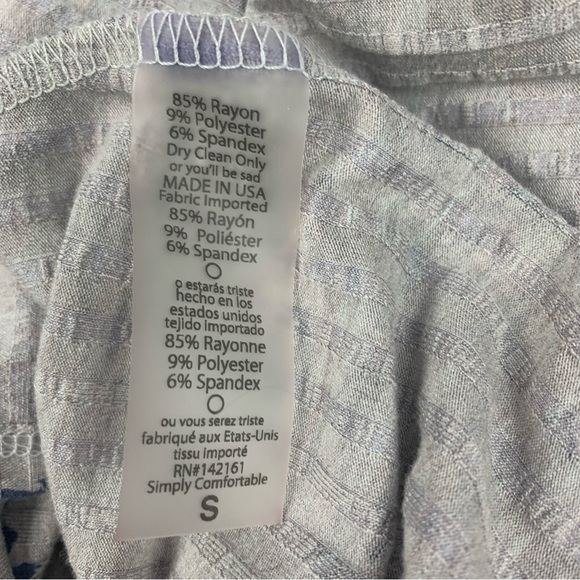 85% Rayon
9% Polyester
6% Spandex
Dry Clean Only
or you'll be sad
MADE IN USA
Fabric Imported
85% Rayón
9% Poliéster
6% Spandex
o estarás triste
hecho en los
estados unidos
tejido importado
85% Rayonne
9% Polyester
6% Spandex
ou vous serez triste
fabriqué aux Etats-Unis
tissu importé
RN#142161
Simply Comfortable
S